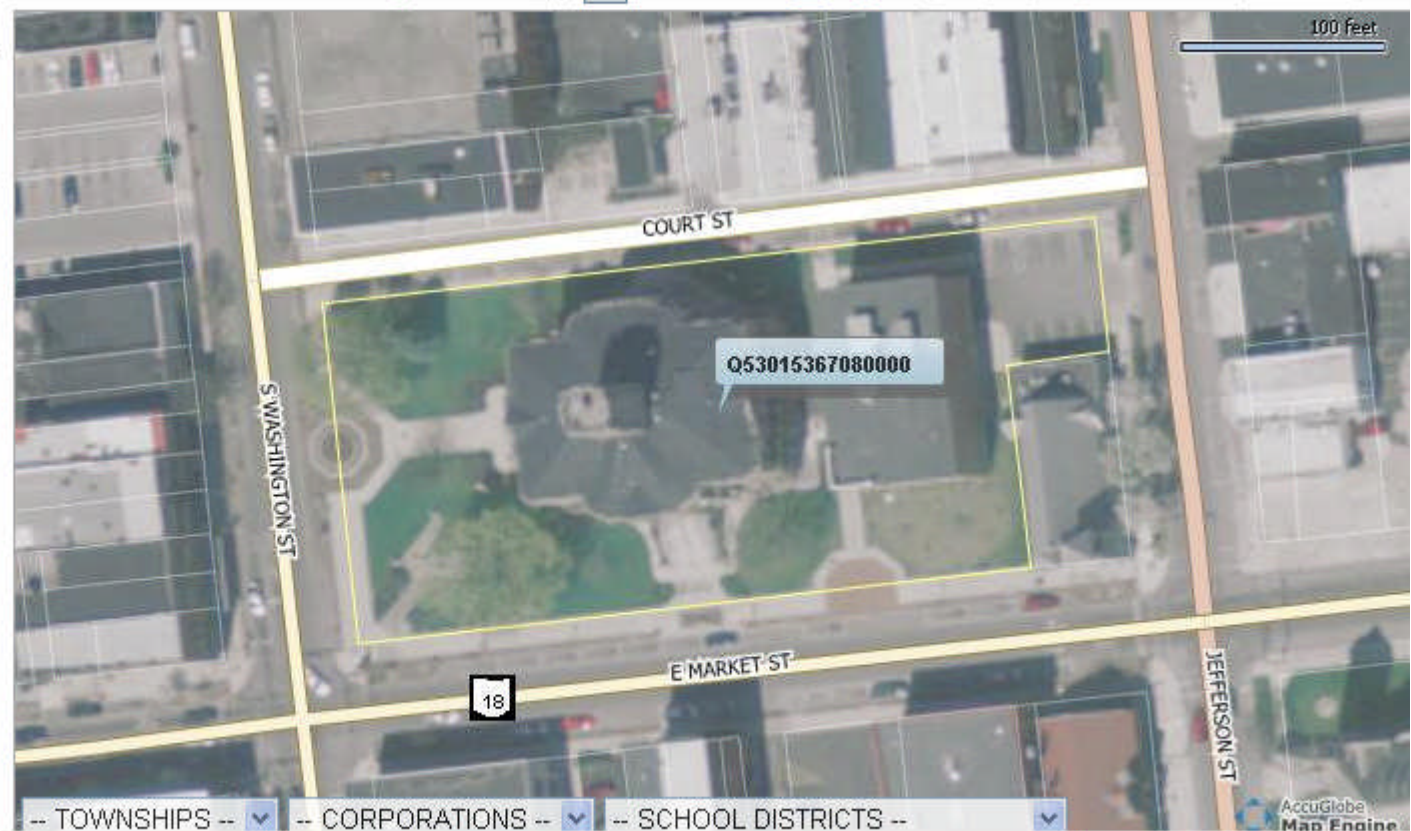 100 feet
COURT ST
Q53015367080000
S WASHINGTON ST
E MARKET ST
18
JEFFERSON ST
-- TOWNSHIPS --
-- CORPORATIONS --
-- SCHOOL DISTRICTS --
AccuGlobe
Map Engine